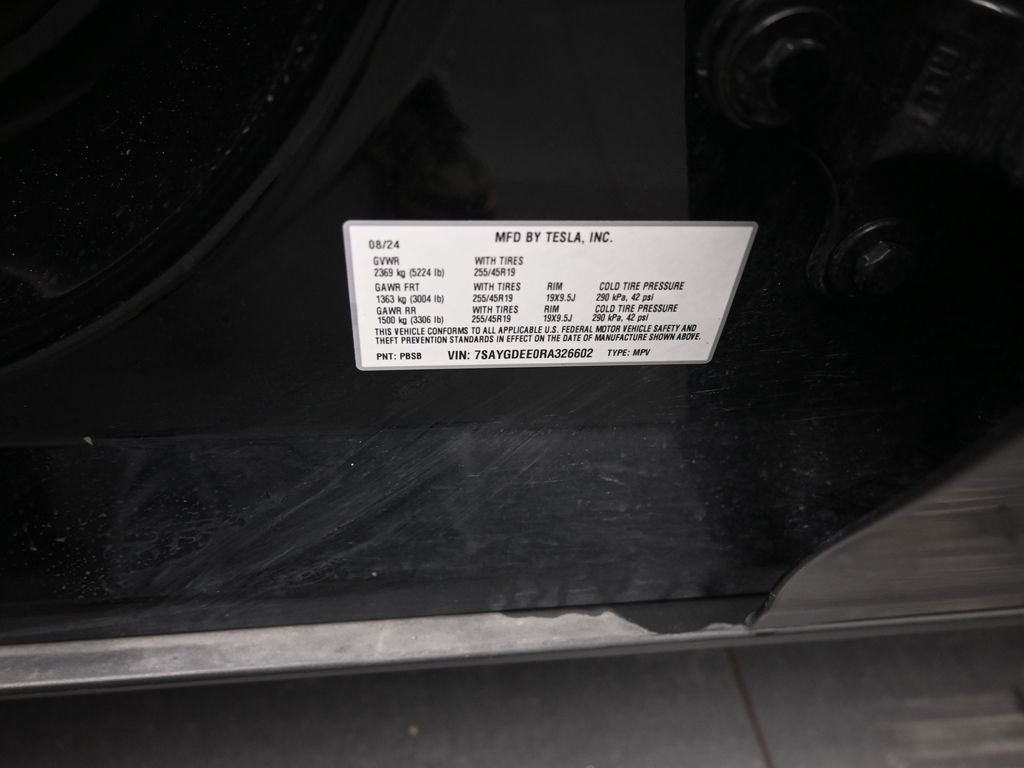 MFD BY TESLA, INC.
08/24
GVWR WITH TIRES
2369 kg (5224 lb) 255/45R19
GAWR FRT WITH TIRES RIM COLD TIRE PRESSURE
1363 kg (3004 lb) 255/45R19 19X9.5J 290 kPa, 42 psi
GAWR RR WITH TIRES RIM COLD TIRE PRESSURE
1500 kg (3306 lb) 255/45R19 19X9.5J 290 kPa, 42 psi
THIS VEHICLE CONFORMS TO ALL APPLICABLE U.S. FEDERAL MOTOR VEHICLE SAFETY AND
THEFT PREVENTION STANDARDS IN EFFECT ON THE DATE OF MANUFACTURE SHOWN ABOVE.
PNT: PBSB VIN: 7SAYGDEE0RA326602 TYPE: MPV